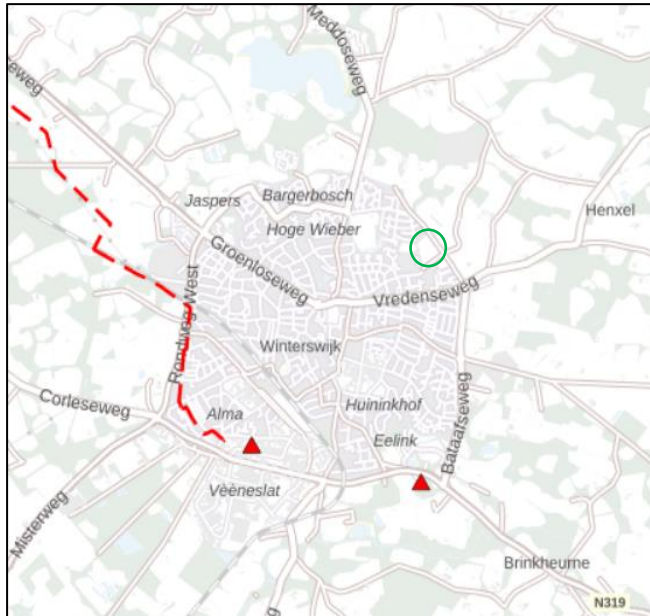 Meddoseweg
seweg
Jaspers
Bargerbosch
Hoge Wieber
Henxel
Groenloseweg
Vredenseweg
Rondweg West
Winterswijk
Corleseweg
Alma
Huininkhof
Eelink
Bataafseweg
Vèèneslat
Misterweg
Brinkheurne
N319
g